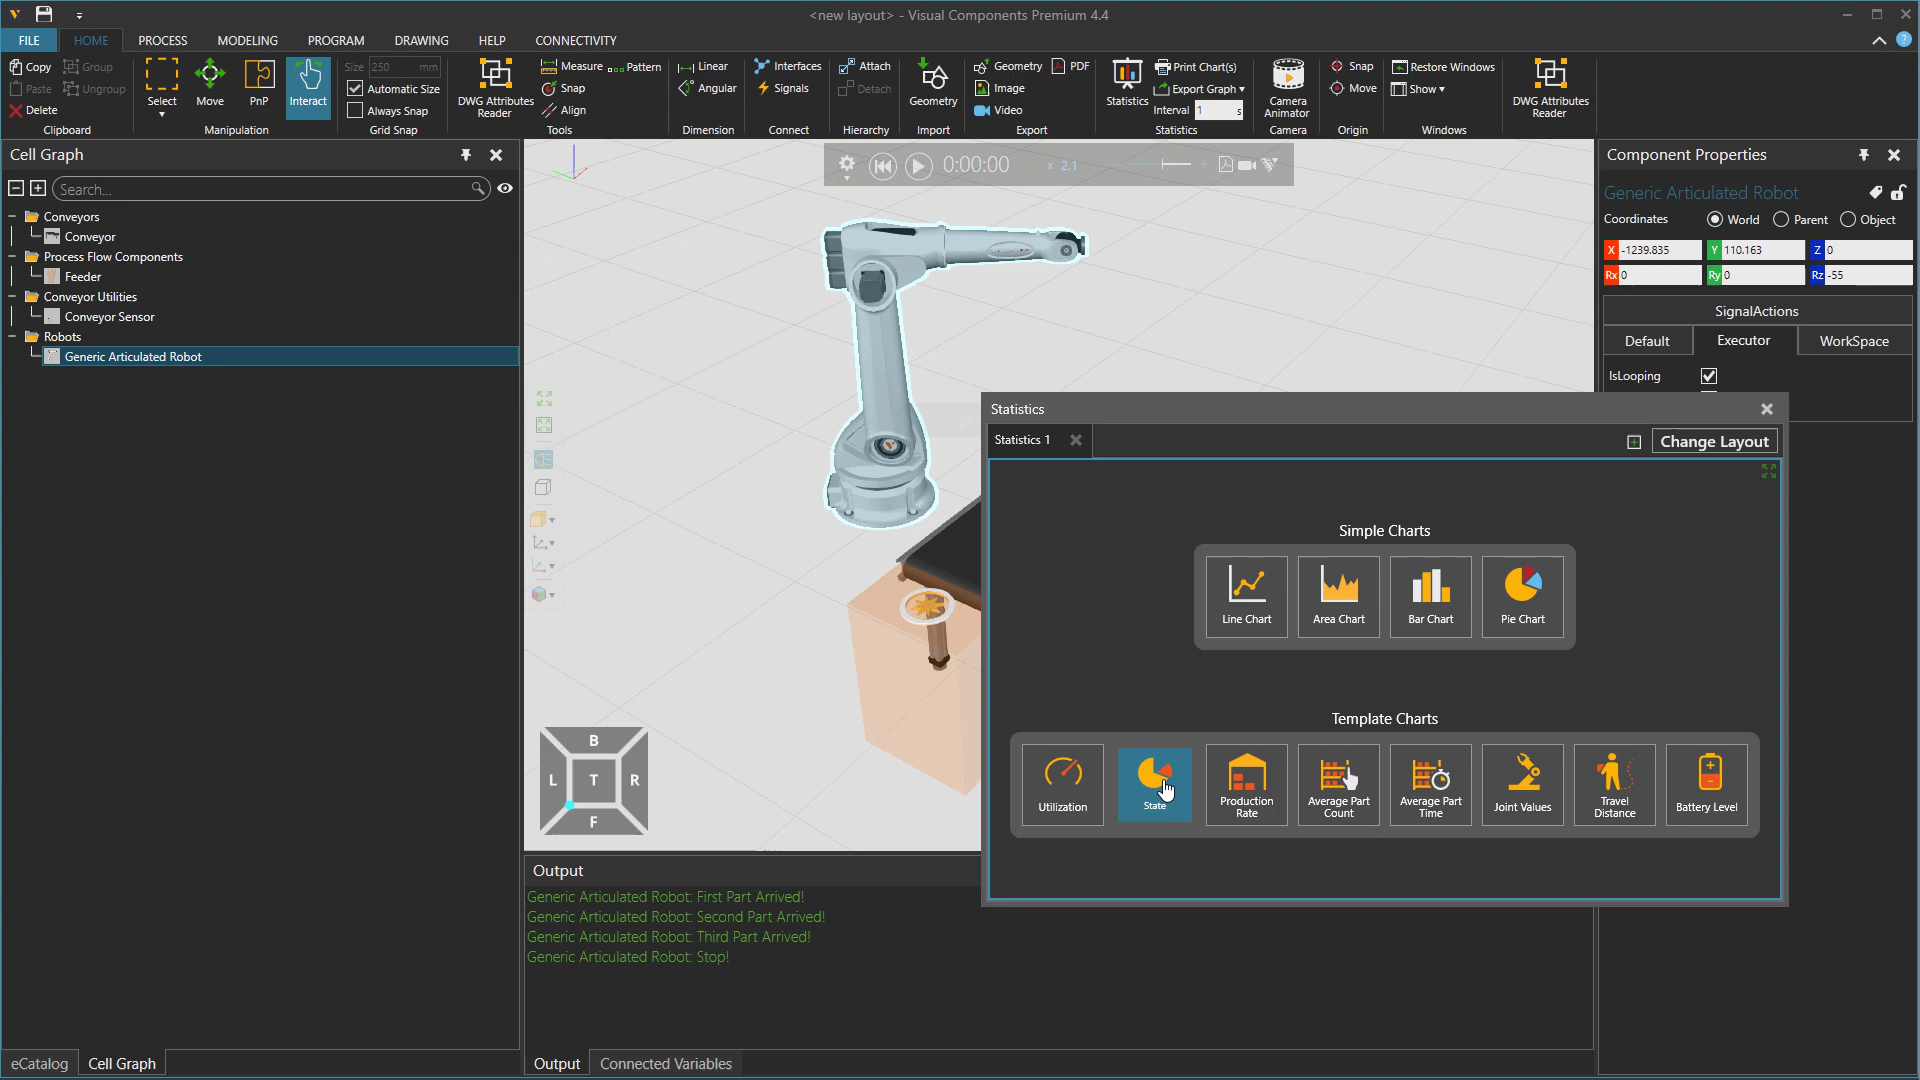 <new layout> - Visual Components Premium 4.4
FILE HOME PROCESS MODELING PROGRAM DRAWING HELP CONNECTIVITY
Copy Group
Paste Ungroup
Delete
Clipboard
Select Move PnP Interact
Manipulation
Size 250 mm
Automatic Size
Always Snap
Grid Snap
DWG Attributes
Reader
Measure Pattern
Snap
Align
Tools
Linear
Angular
Dimension
Interfaces
Signals
Connect
Attach
Detach
Hierarchy
Geometry
Import
Geometry PDF
Image
Video
Export
Statistics
Print Chart(s)
Export Graph
Interval 1 s
Statistics
Camera
Animator
Camera
Snap
Move
Origin
Restore Windows
Show
Windows
DWG Attributes
Reader
Cell Graph
Search...
Conveyors
Conveyor
Process Flow Components
Feeder
Conveyor Utilities
Conveyor Sensor
Robots
Generic Articulated Robot
0:00:00 x 2.1
B
L T R
F
Component Properties
Generic Articulated Robot
Coordinates World Parent Object
X -1239.835 Y 110.163 Z 0
Rx 0 Ry 0 Rz -55
SignalActions
Default Executor WorkSpace
IsLooping
Statistics
Statistics 1 Change Layout
Simple Charts
Line Chart Area Chart Bar Chart Pie Chart
Template Charts
Utilization
State
Production
Rate
Average Part
Count
Average Part
Time
Joint Values
Travel
Distance
Battery Level
Output
Generic Articulated Robot: First Part Arrived!
Generic Articulated Robot: Second Part Arrived!
Generic Articulated Robot: Third Part Arrived!
Generic Articulated Robot: Stop!
eCatalog Cell Graph
Output Connected Variables